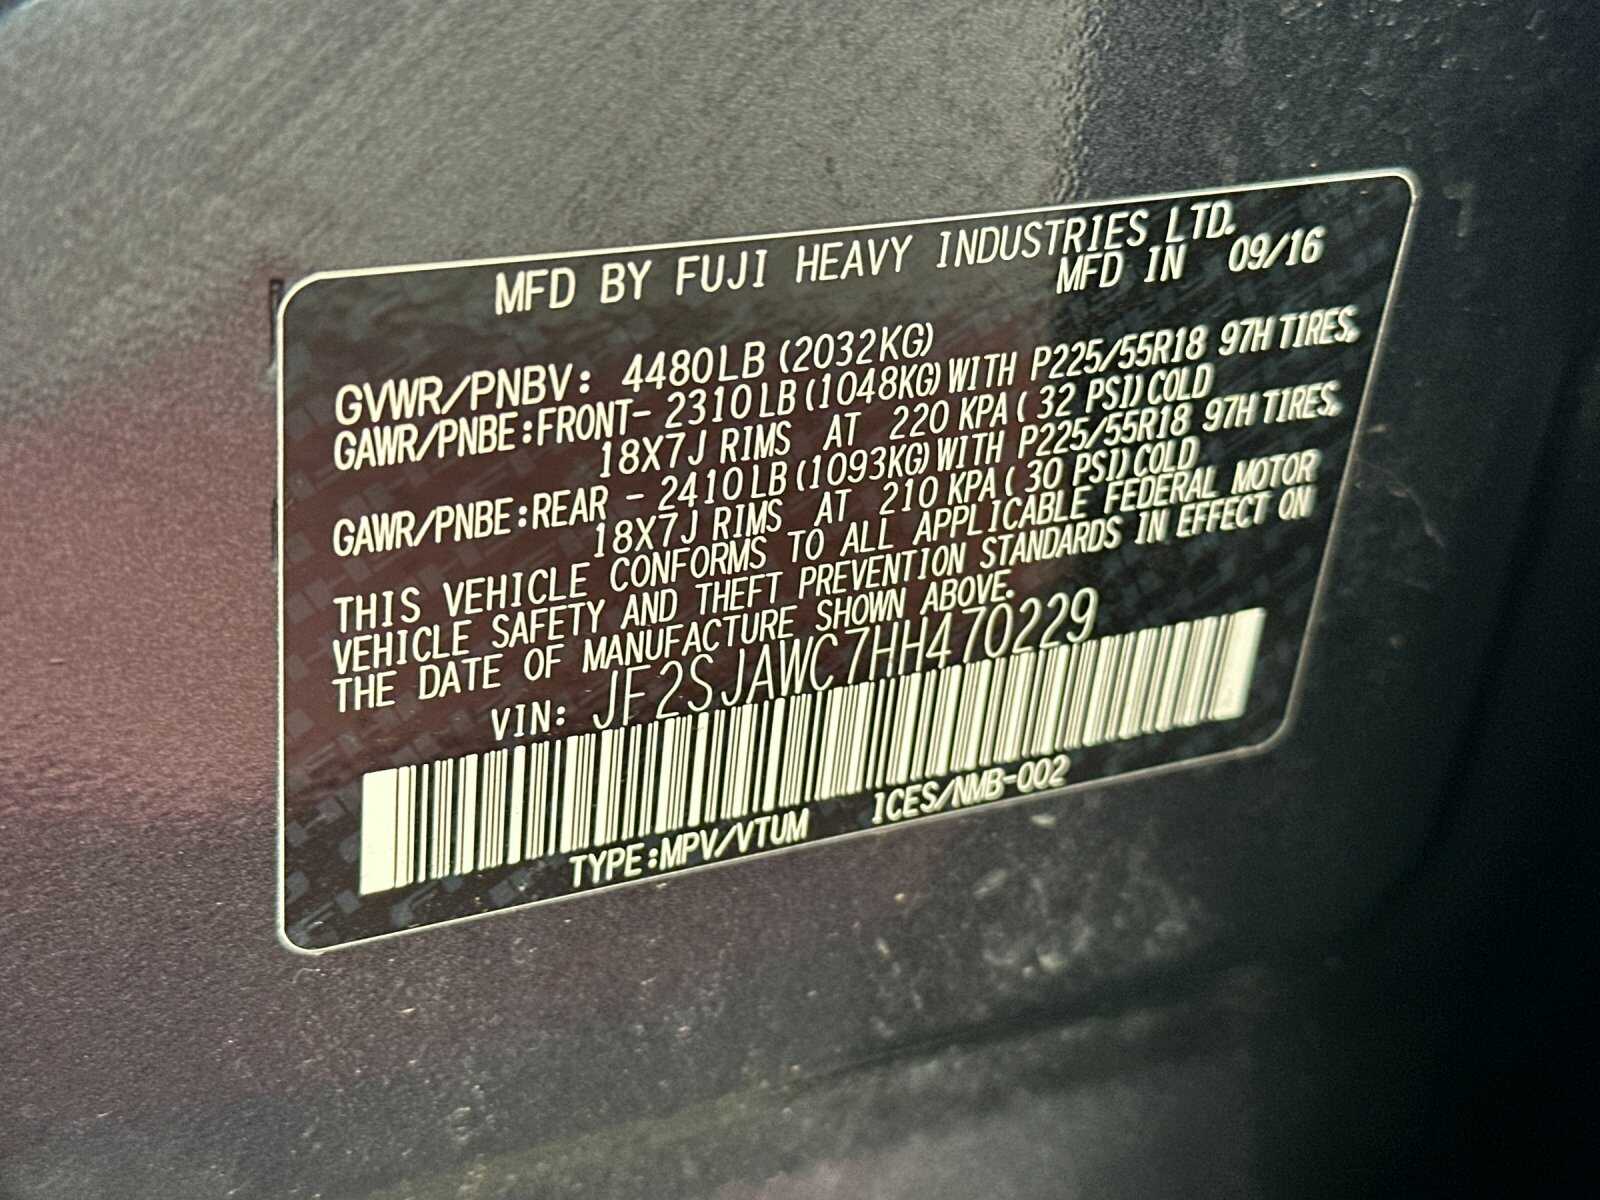 MFD BY FUJI HEAVY INDUSTRIES LTD.
MFD IN 09/16
GVWR/PNBV: 4480LB (2032KG)
GAWR/PNBE:FRONT- 2310LB (1048KG) WITH P225/55R18 97H TIRES,
18X7J RIMS AT 220 KPA ( 32 PSI) COLD
GAWR/PNBE:REAR - 2410LB (1093KG) WITH P225/55R18 97H TIRES,
18X7J RIMS AT 210 KPA ( 30 PSI) COLD
THIS VEHICLE CONFORMS TO ALL APPLICABLE FEDERAL MOTOR
VEHICLE SAFETY AND THEFT PREVENTION STANDARDS IN EFFECT ON
THE DATE OF MANUFACTURE SHOWN ABOVE.
VIN: JF2SJAWC7HH470229
TYPE:MPV/VTUM ICES/NMB-002